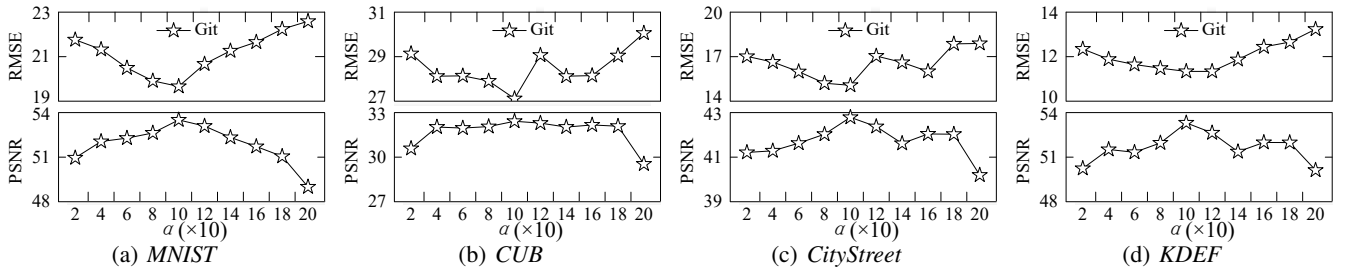 RMSE
23
21
19
Git
PSNR
54
51
48
2 4 6 8 10 12 14 16 18 20
α (×10)
(a) MNIST
RMSE
31
29
27
Git
PSNR
33
30
27
2 4 6 8 10 12 14 16 18 20
α (×10)
(b) CUB
RMSE
20
17
14
Git
PSNR
43
41
39
2 4 6 8 10 12 14 16 18 20
α (×10)
(c) CityStreet
RMSE
14
12
10
Git
PSNR
54
51
48
2 4 6 8 10 12 14 16 18 20
α (×10)
(d) KDEF